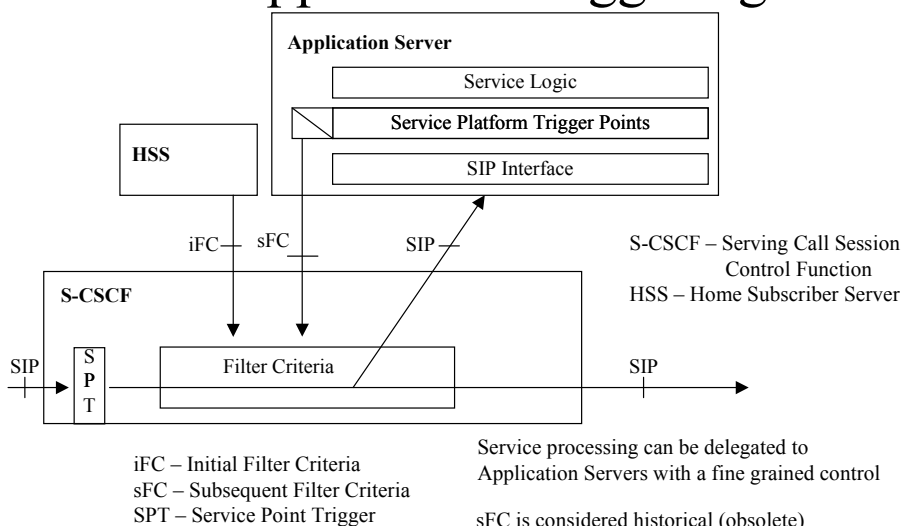 Application Server
Service Logic
Service Platform Trigger Points
SIP Interface
HSS
iFC
sFC
SIP
S-CSCF – Serving Call Session
Control Function
HSS – Home Subscriber Server
S-CSCF
SIP
S
P
T
Filter Criteria
SIP
iFC – Initial Filter Criteria
sFC – Subsequent Filter Criteria
SPT – Service Point Trigger
Service processing can be delegated to
Application Servers with a fine grained control
sFC is considered historical (obsolete)